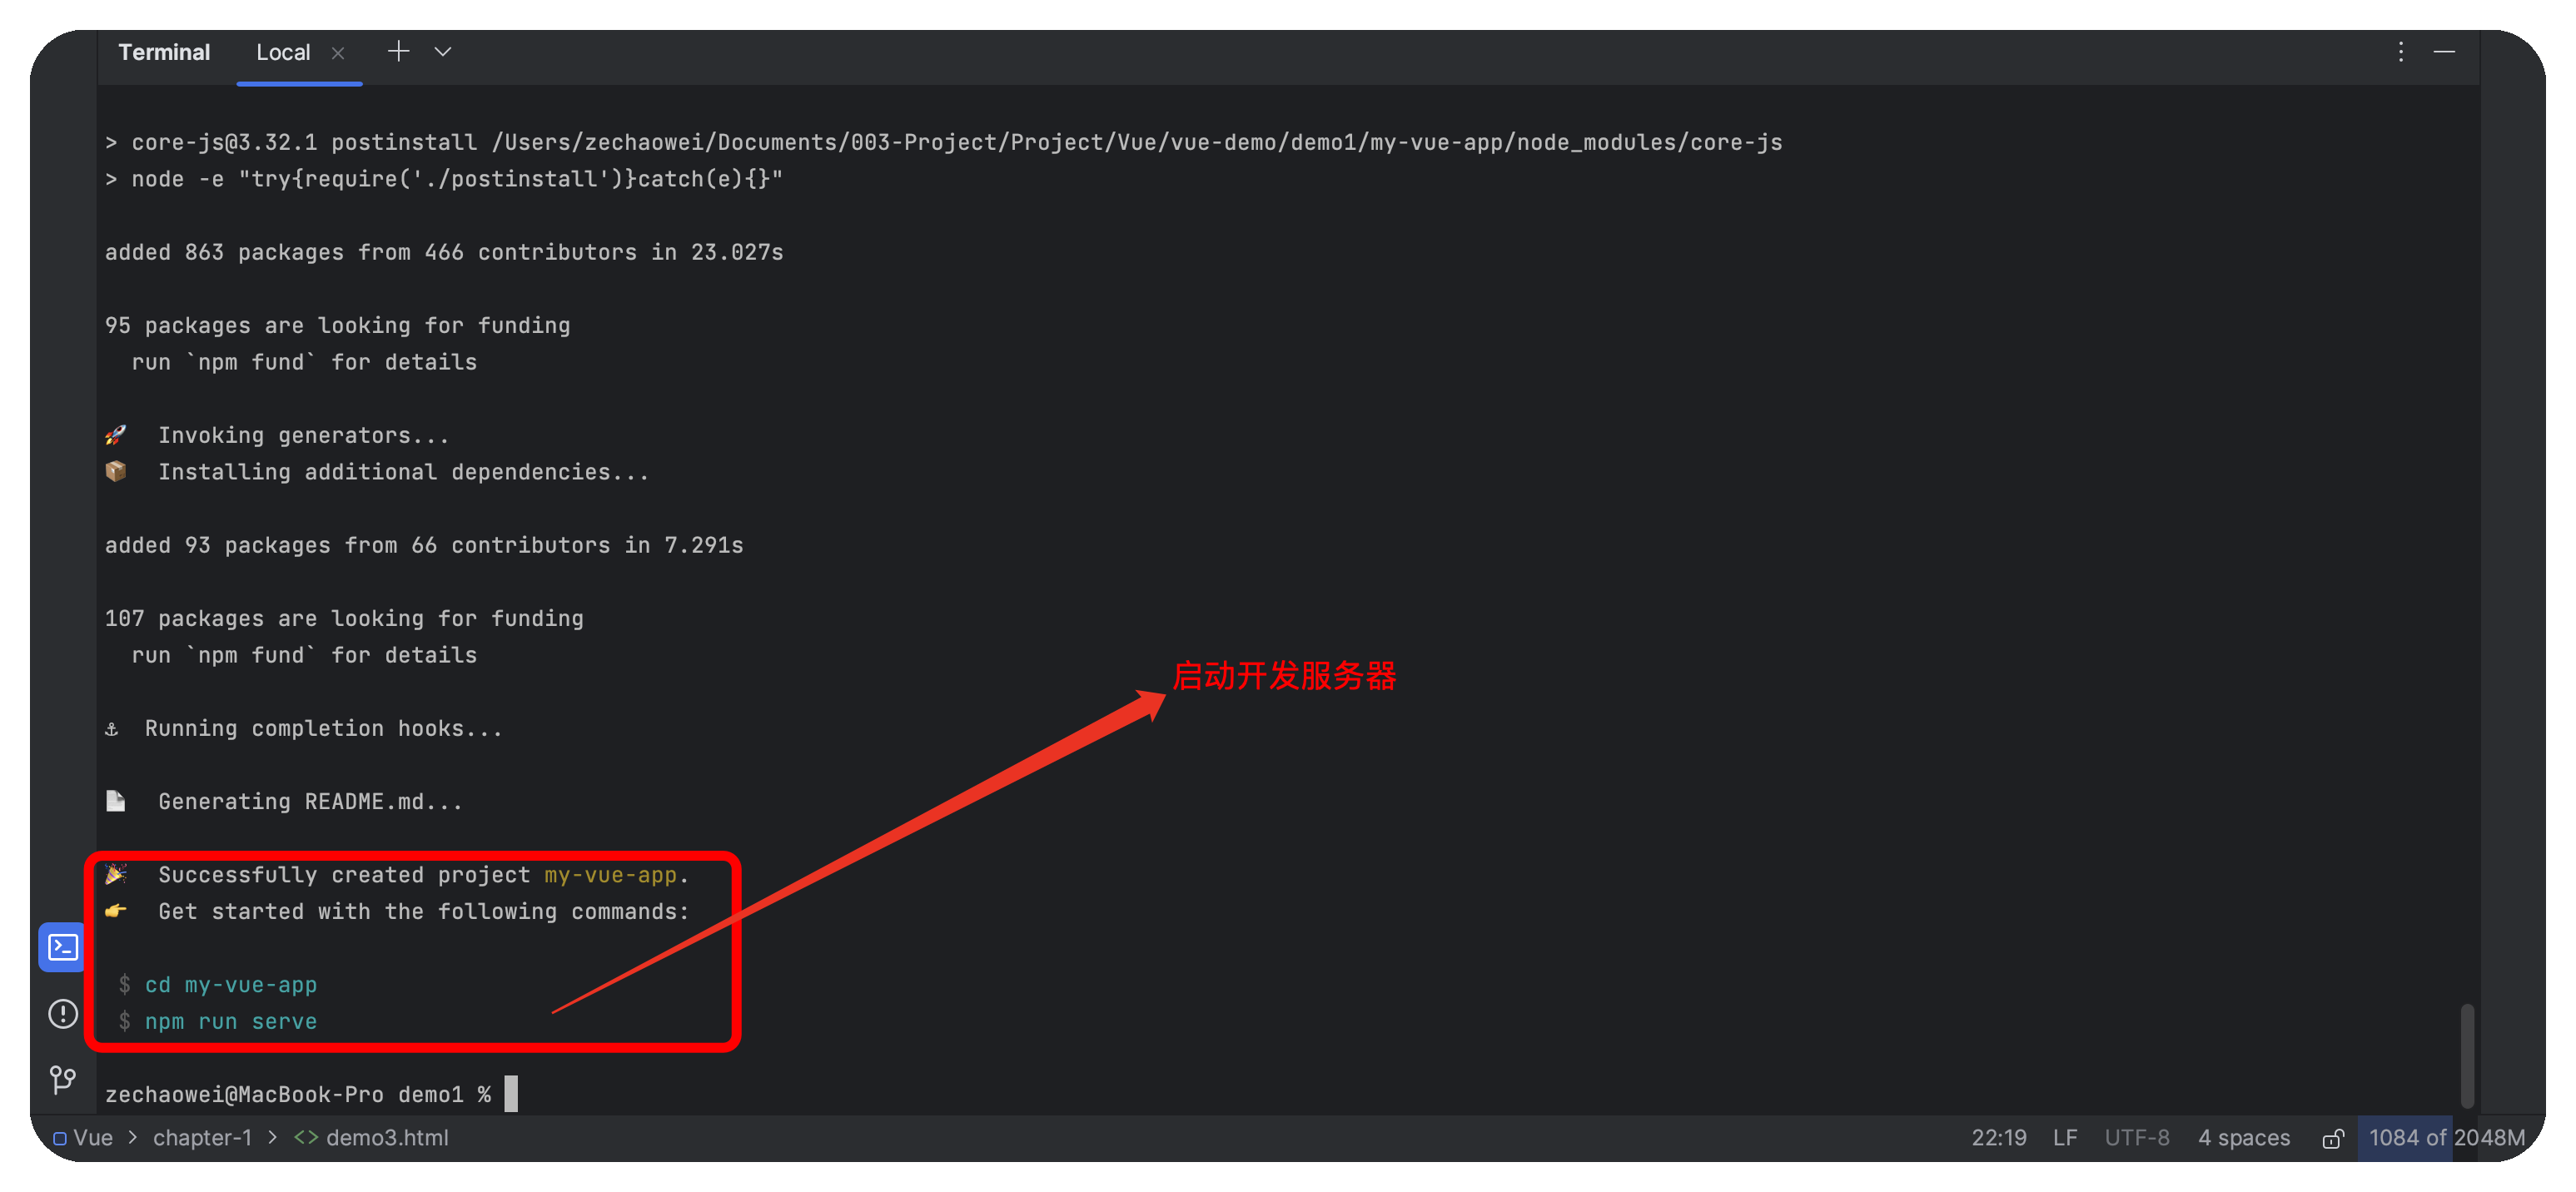 Terminal Local
> core-js@3.32.1 postinstall /Users/zechaowei/Documents/003-Project/Project/Vue/vue-demo/demo1/my-vue-app/node_modules/core-js
> node -e "try{require('./postinstall')}catch(e){}"
added 863 packages from 466 contributors in 23.027s
95 packages are looking for funding
run `npm fund` for details
🚀 Invoking generators...
📦 Installing additional dependencies...
added 93 packages from 66 contributors in 7.291s
107 packages are looking for funding
run `npm fund` for details
启动开发服务器
⚓ Running completion hooks...
📄 Generating README.md...
🎉 Successfully created project my-vue-app.
👉 Get started with the following commands:
$ cd my-vue-app
$ npm run serve
zechaowei@MacBook-Pro demo1 %
Vue > chapter-1 > <> demo3.html 22:19 LF UTF-8 4 spaces 1084 of 2048M